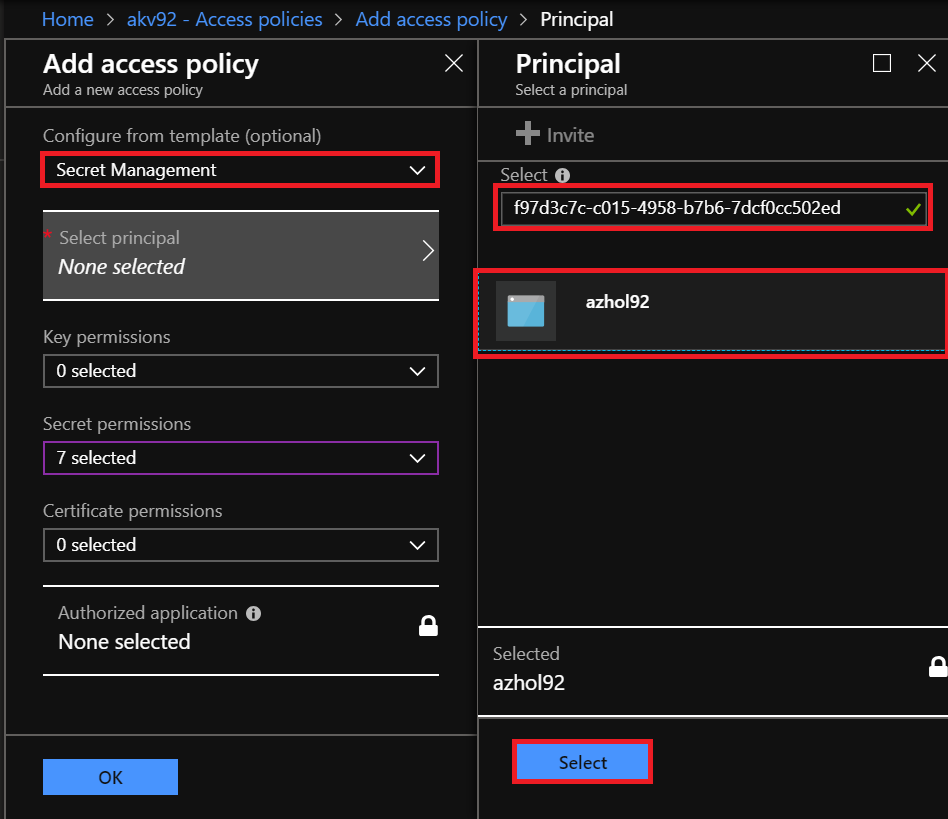 Home > akv92 - Access policies > Add access policy > Principal
Add access policy
Add a new access policy
Configure from template (optional)
Secret Management
* Select principal
None selected
Key permissions
0 selected
Secret permissions
7 selected
Certificate permissions
0 selected
Authorized application
None selected
OK
Principal
Select a principal
Invite
Select
f97d3c7c-c015-4958-b7b6-7dcf0cc502ed
azhol92
Selected
azhol92
Select